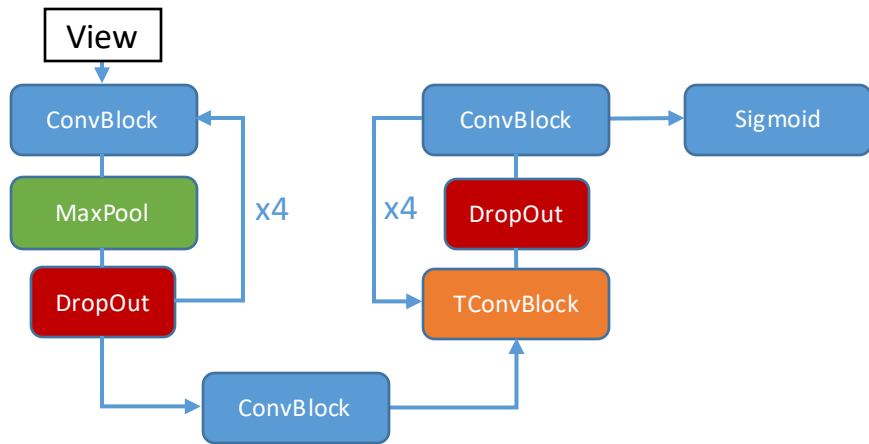 View
ConvBlock
MaxPool
x4
DropOut
ConvBlock
ConvBlock
Sigmoid
x4
DropOut
TConvBlock